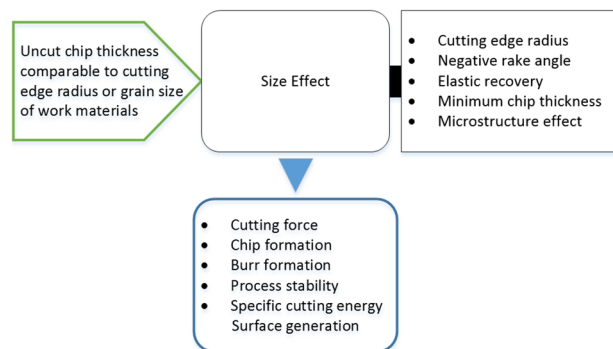 Uncut chip thickness
comparable to cutting
edge radius or grain size
of work materials
Size Effect
• Cutting edge radius
• Negative rake angle
• Elastic recovery
• Minimum chip thickness
• Microstructure effect
• Cutting force
• Chip formation
• Burr formation
• Process stability
• Specific cutting energy
Surface generation